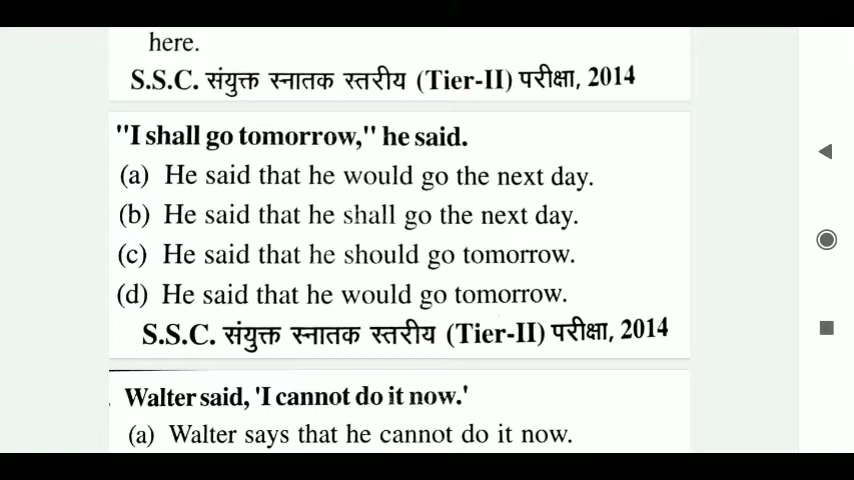 here.
S.S.C. संयुक्त स्नातक स्तरीय (Tier-II) परीक्षा, 2014
"I shall go tomorrow," he said.
(a) He said that he would go the next day.
(b) He said that he shall go the next day.
(c) He said that he should go tomorrow.
(d) He said that he would go tomorrow.
S.S.C. संयुक्त स्नातक स्तरीय (Tier-II) परीक्षा, 2014
Walter said, 'I cannot do it now.'
(a) Walter says that he cannot do it now.